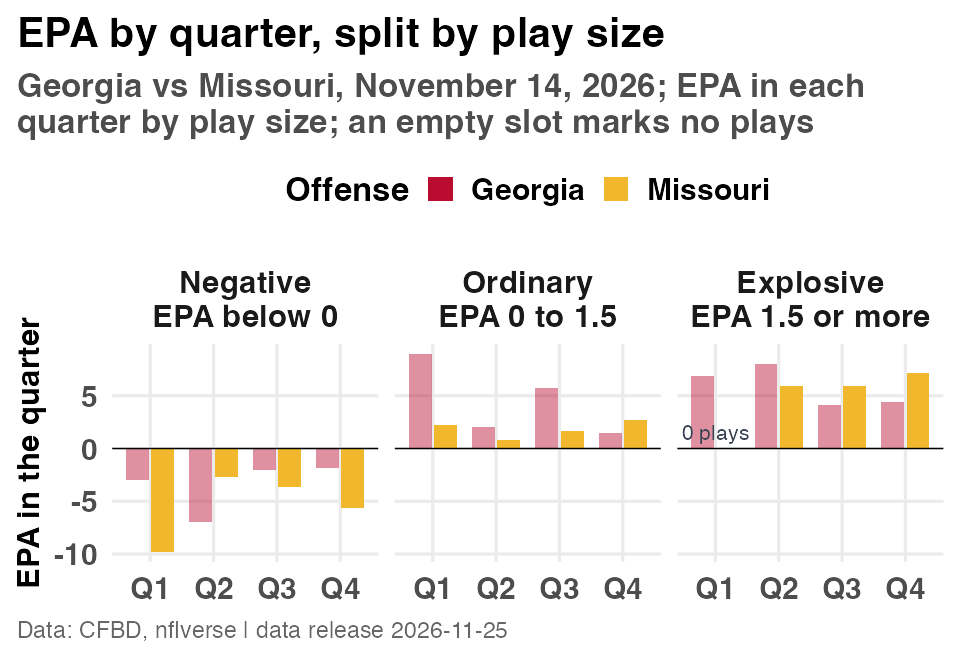 EPA by quarter, split by play size
Georgia vs Missouri, November 14, 2026; EPA in each
quarter by play size; an empty slot marks no plays
Offense Georgia Missouri
Negative
EPA below 0
Ordinary
EPA 0 to 1.5
Explosive
EPA 1.5 or more
EPA in the quarter
5
0
-5
-10
0 plays
Q1 Q2 Q3 Q4
Q1 Q2 Q3 Q4
Q1 Q2 Q3 Q4
Data: CFBD, nflverse | data release 2026-11-25